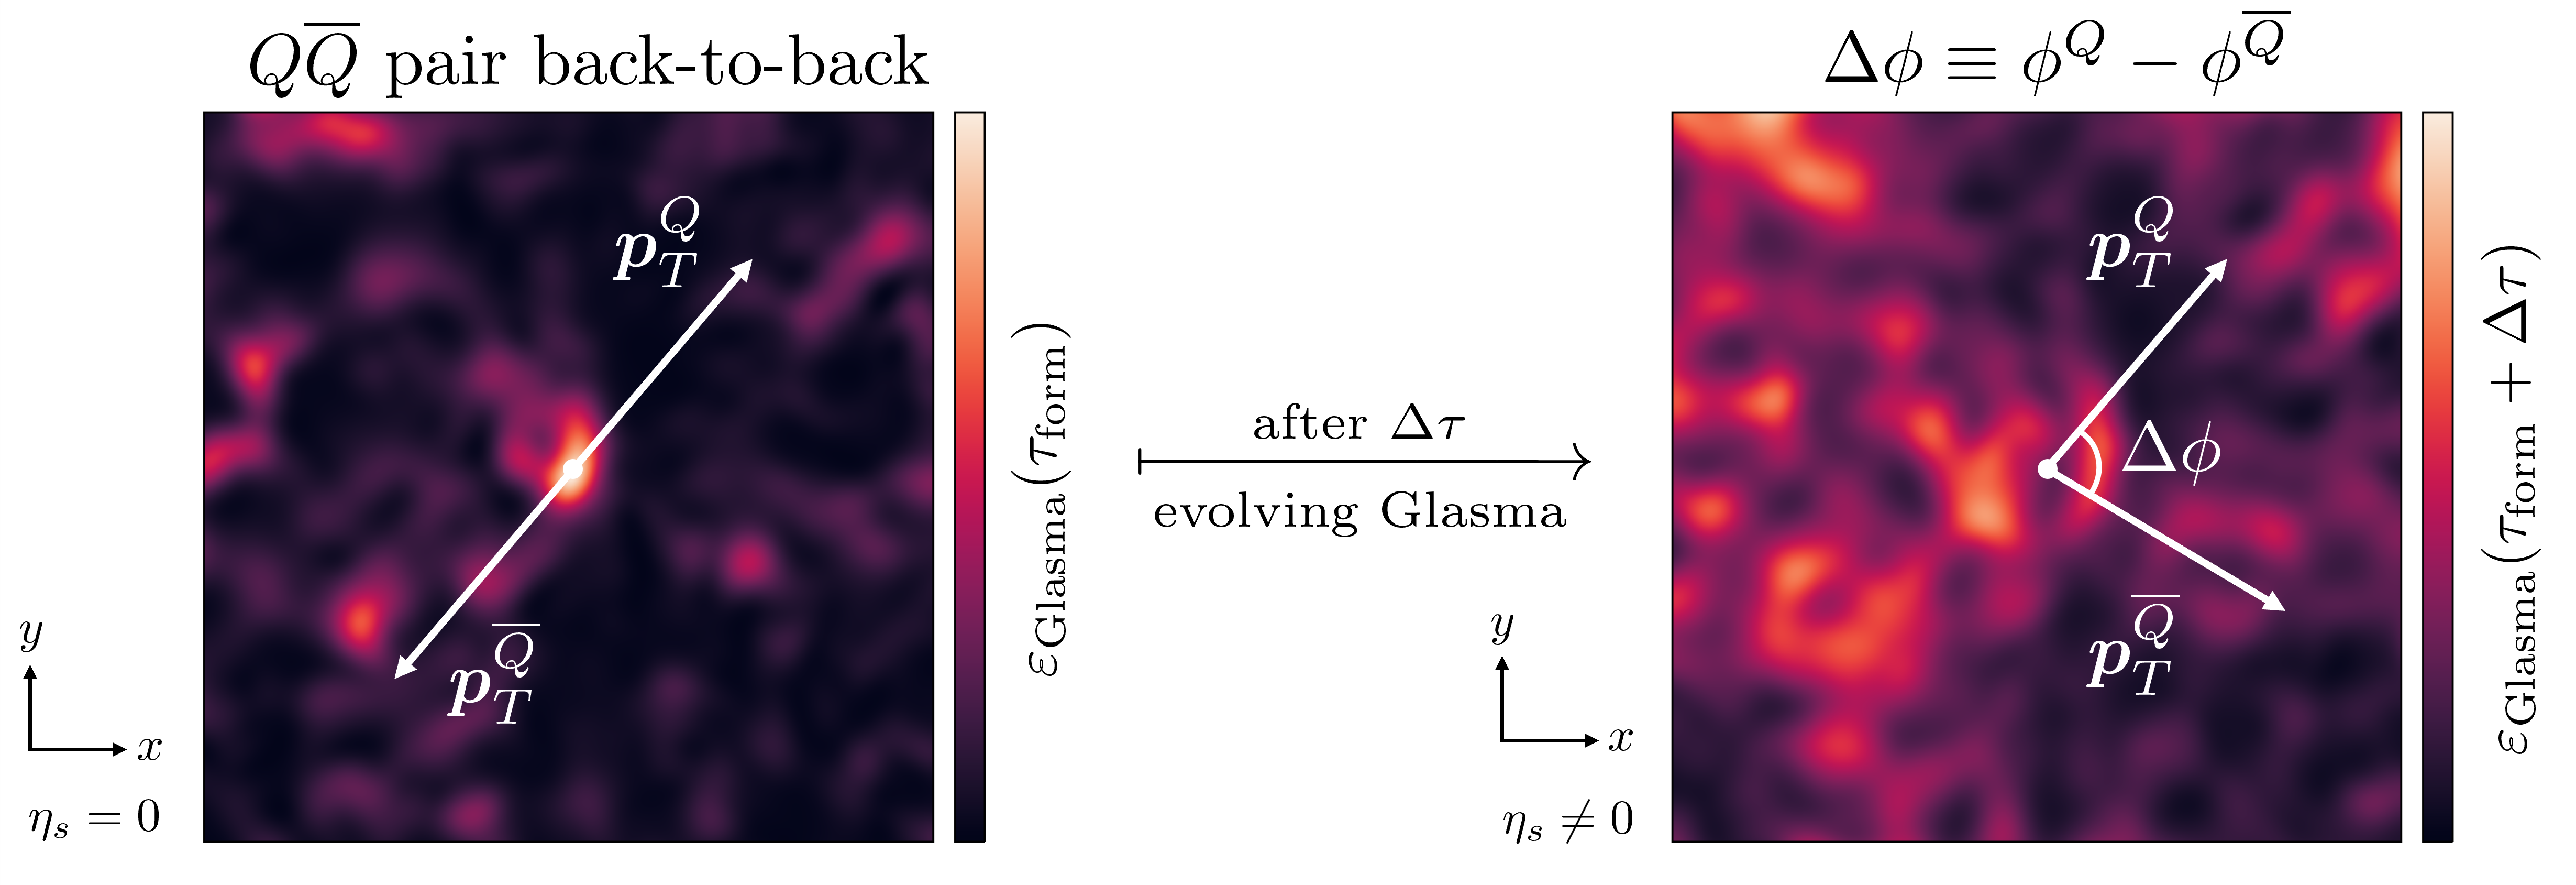 $Q\overline{Q}$ pair back-to-back
$\boldsymbol{p}_T^Q$
$\boldsymbol{p}_T^{\overline{Q}}$
$y$
$x$
$\eta_s = 0$
$\varepsilon_{\text{Glasma}}(\tau_{\text{form}})$
after $\Delta\tau$
evolving Glasma
$\Delta\phi \equiv \phi^Q - \phi^{\overline{Q}}$
$\boldsymbol{p}_T^Q$
$\Delta\phi$
$\boldsymbol{p}_T^{\overline{Q}}$
$y$
$x$
$\eta_s \neq 0$
$\varepsilon_{\text{Glasma}}(\tau_{\text{form}} + \Delta\tau)$